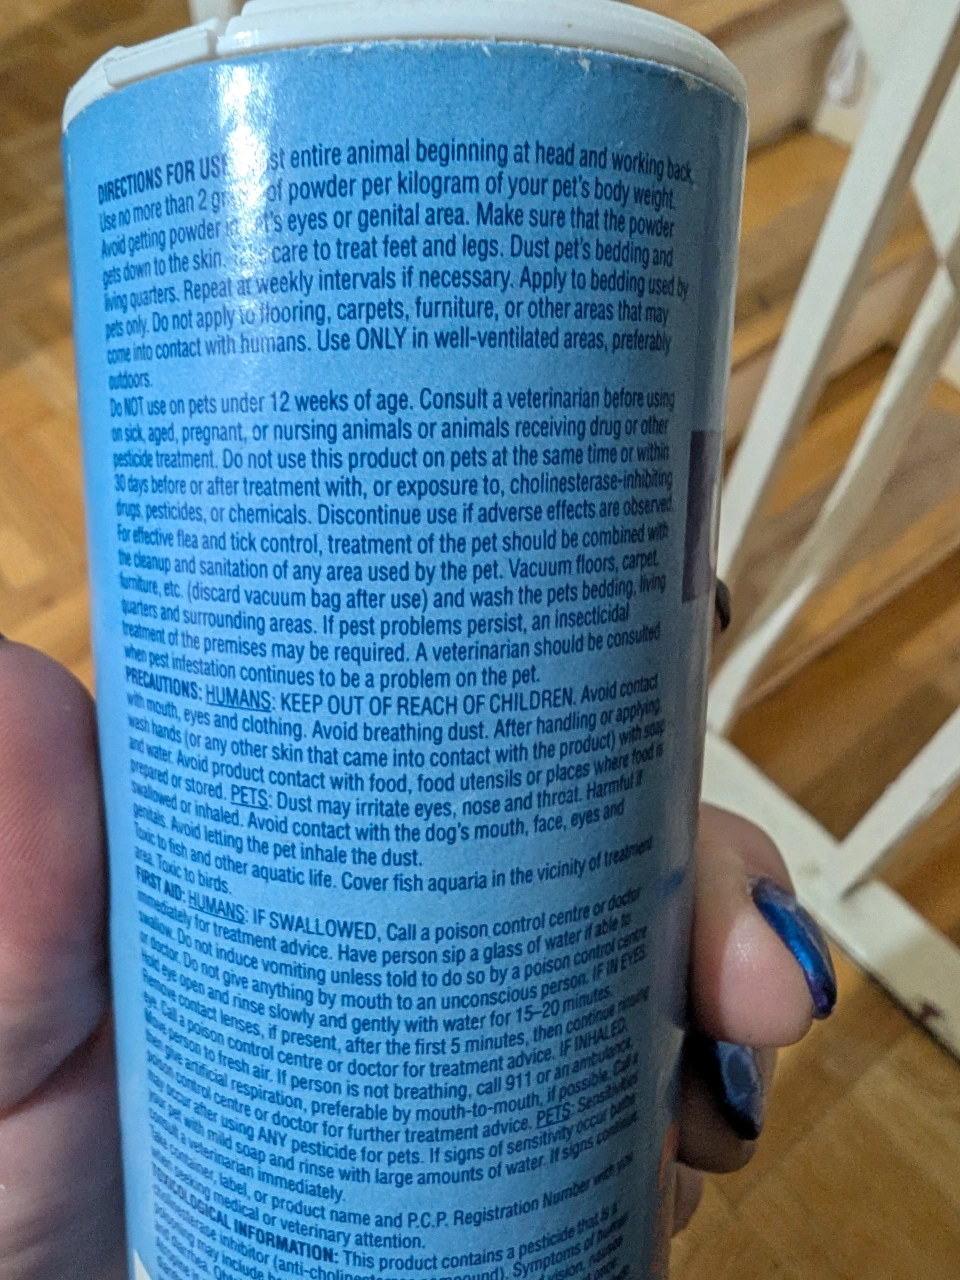 DIRECTIONS FOR USE entire animal beginning at head and working back.
Use no more than 2 of powder per kilogram of your pet's body weight.
Avoid getting powder eyes or genital area. Make sure that the powder
gets down to the skin. care to treat feet and legs. Dust pet's bedding and
living quarters. Repeat at weekly intervals if necessary. Apply to bedding used by
pets only. Do not apply to flooring, carpets, furniture, or other areas that may
come into contact with humans. Use ONLY in well-ventilated areas, preferably
outdoors.
Do NOT use on pets under 12 weeks of age. Consult a veterinarian before using
on sick, aged, pregnant, or nursing animals or animals receiving drug or other
pesticide treatment. Do not use this product on pets at the same time or within
30 days before or after treatment with, or exposure to, cholinesterase-inhibiting
drugs, pesticides, or chemicals. Discontinue use if adverse effects are observed.
For effective flea and tick control, treatment of the pet should be combined with
the cleanup and sanitation of any area used by the pet. Vacuum floors, carpet,
furniture, etc. (discard vacuum bag after use) and wash the pets bedding, living
quarters and surrounding areas. If pest problems persist, an insecticidal
treatment of the premises may be required. A veterinarian should be consulted
when pest infestation continues to be a problem on the pet.
PRECAUTIONS: HUMANS: KEEP OUT OF REACH OF CHILDREN. Avoid contact
with mouth, eyes and clothing. Avoid breathing dust. After handling or applying,
wash hands (or any other skin that came into contact with the product) with soap
and water. Avoid product contact with food, food utensils or places where food is
prepared or stored. PETS: Dust may irritate eyes, nose and throat. Harmful if
swallowed or inhaled. Avoid contact with the dog's mouth, face, eyes and
genitals. Avoid letting the pet inhale the dust.
Toxic to fish and other aquatic life. Cover fish aquaria in the vicinity of treatment
area. Toxic to birds.
FIRST AID: HUMANS: IF SWALLOWED, Call a poison control centre or doctor
immediately for treatment advice. Have person sip a glass of water if able to
swallow. Do not induce vomiting unless told to do so by a poison control centre
or doctor. Do not give anything by mouth to an unconscious person. IF IN EYES,
Hold eye open and rinse slowly and gently with water for 15–20 minutes.
Remove contact lenses, if present, after the first 5 minutes, then continue rinsing
eye. Call a poison control centre or doctor for treatment advice. IF INHALED,
Move person to fresh air. If person is not breathing, call 911 or an ambulance,
then give artificial respiration, preferable by mouth-to-mouth, if possible. Call a
poison control centre or doctor for further treatment advice. PETS: Sensitivities
may occur after using ANY pesticide for pets. If signs of sensitivity occur bathe
your pet with mild soap and rinse with large amounts of water. If signs continue,
consult a veterinarian immediately.
Take container, label, or product name and P.C.P. Registration Number with you
when seeking medical or veterinary attention.
TOXICOLOGICAL INFORMATION: This product contains a pesticide that is a
cholinesterase inhibitor Symptoms of human
poisoning may include